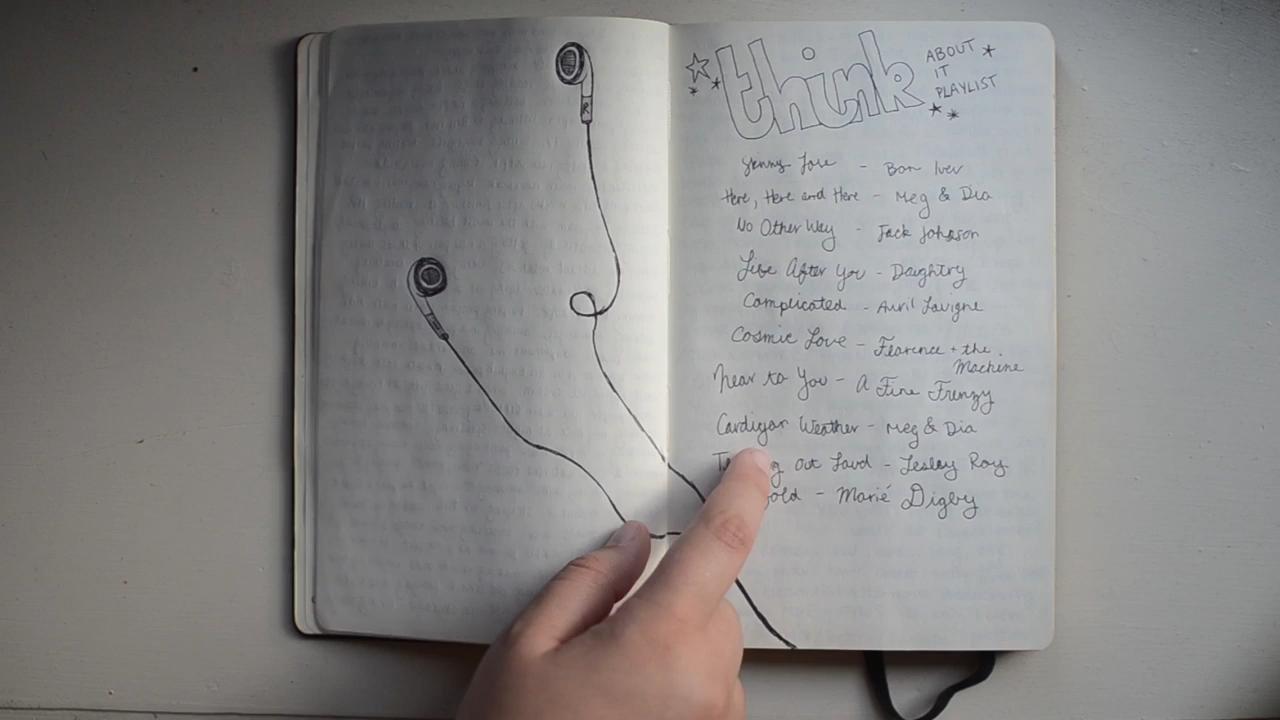 think
ABOUT
IT
PLAYLIST
Skinny Love - Bon Iver
Here, Here and Here - Meg & Dia
No Other Way - Jack Johnson
Life After You - Daughtry
Complicated - Avril Lavigne
Cosmic Love - Florence + the
Machine
Near to You - A Fine Frenzy
Cardigan Weather - Meg & Dia
out Loud - Lesley Roy
- Marié Digby
R